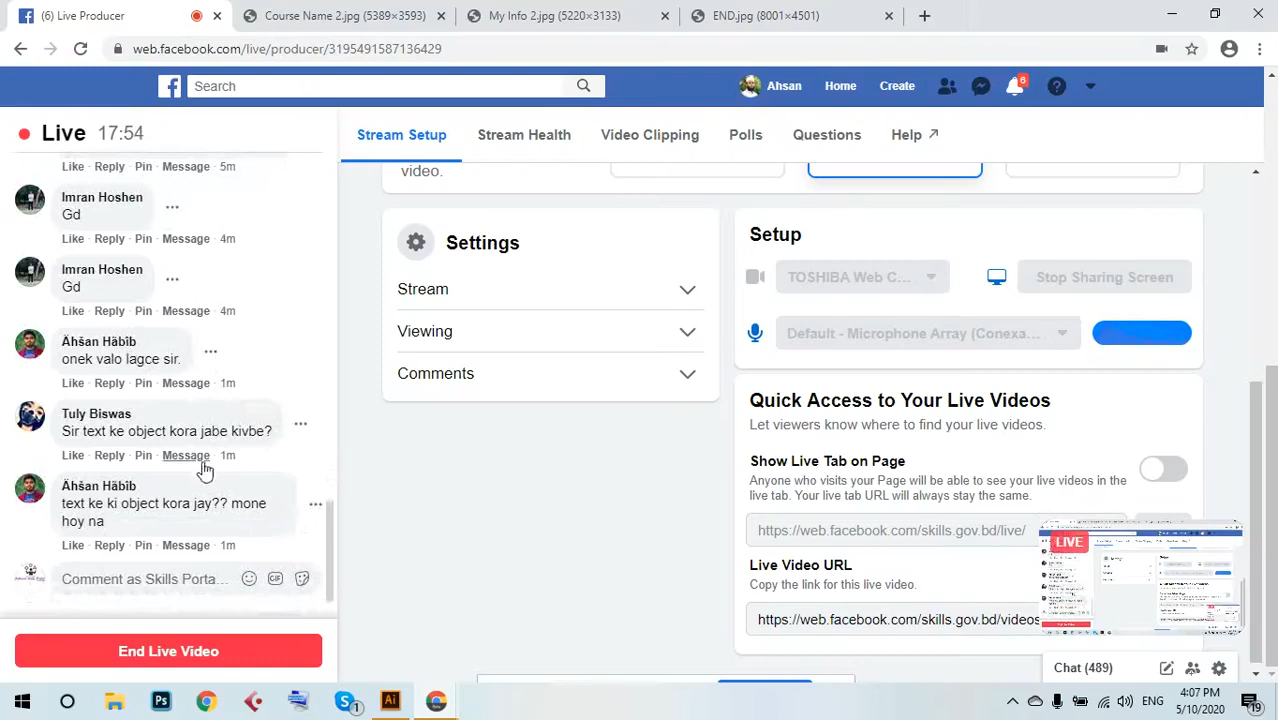 (6) Live Producer
Course Name 2.jpg (5389×3593)
My Info 2.jpg (5220×3133)
END.jpg (8001×4501)
web.facebook.com/live/producer/3195491587136429
Search
Ahsan
Home
Create
6
Live 17:54
Stream Setup
Stream Health
Video Clipping
Polls
Questions
Help
Like · Reply · Pin · Message · 5m
Imran Hoshen
Gd
Like · Reply · Pin · Message · 4m
Imran Hoshen
Gd
Like · Reply · Pin · Message · 4m
Ähšan Häbïb
onek valo lagce sir.
Like · Reply · Pin · Message · 1m
Tuly Biswas
Sir text ke object kora jabe kivbe?
Like · Reply · Pin · Message · 1m
Ähšan Häbïb
text ke ki object kora jay?? mone
hoy na
Like · Reply · Pin · Message · 1m
Comment as Skills Porta...
GIF
End Live Video
video.
Settings
Stream
Viewing
Comments
Setup
TOSHIBA Web C...
Stop Sharing Screen
Default - Microphone Array (Conexa...
Quick Access to Your Live Videos
Let viewers know where to find your live videos.
Show Live Tab on Page
Anyone who visits your Page will be able to see your live videos in the
live tab. Your live tab URL will always stay the same.
https://web.facebook.com/skills.gov.bd/live/
LIVE
Live Video URL
Copy the link for this live video.
https://web.facebook.com/skills.gov.bd/videos
Chat (489)
Ps
1
Ai
ENG
4:07 PM
5/10/2020
19